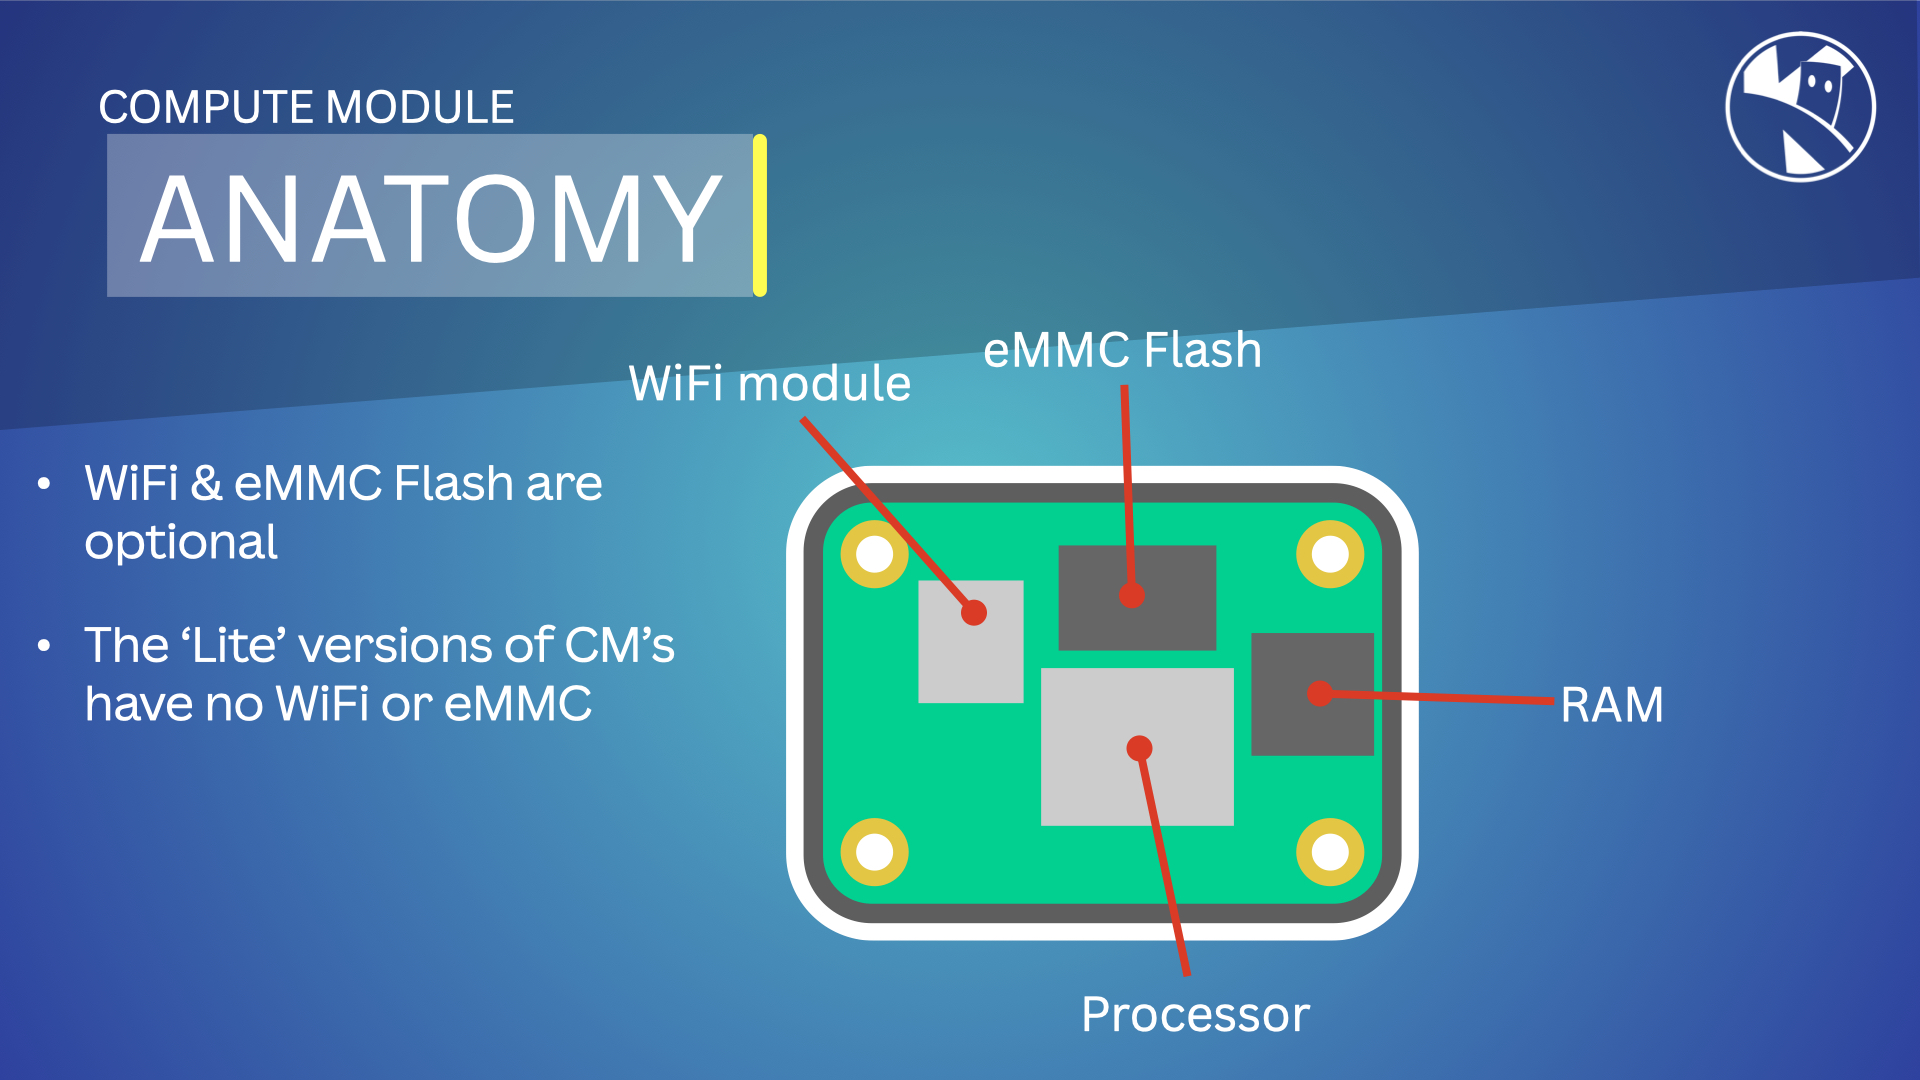 COMPUTE MODULE
ANATOMY
WiFi module
eMMC Flash
• WiFi & eMMC Flash are
optional
• The ‘Lite’ versions of CM’s
have no WiFi or eMMC
RAM
Processor